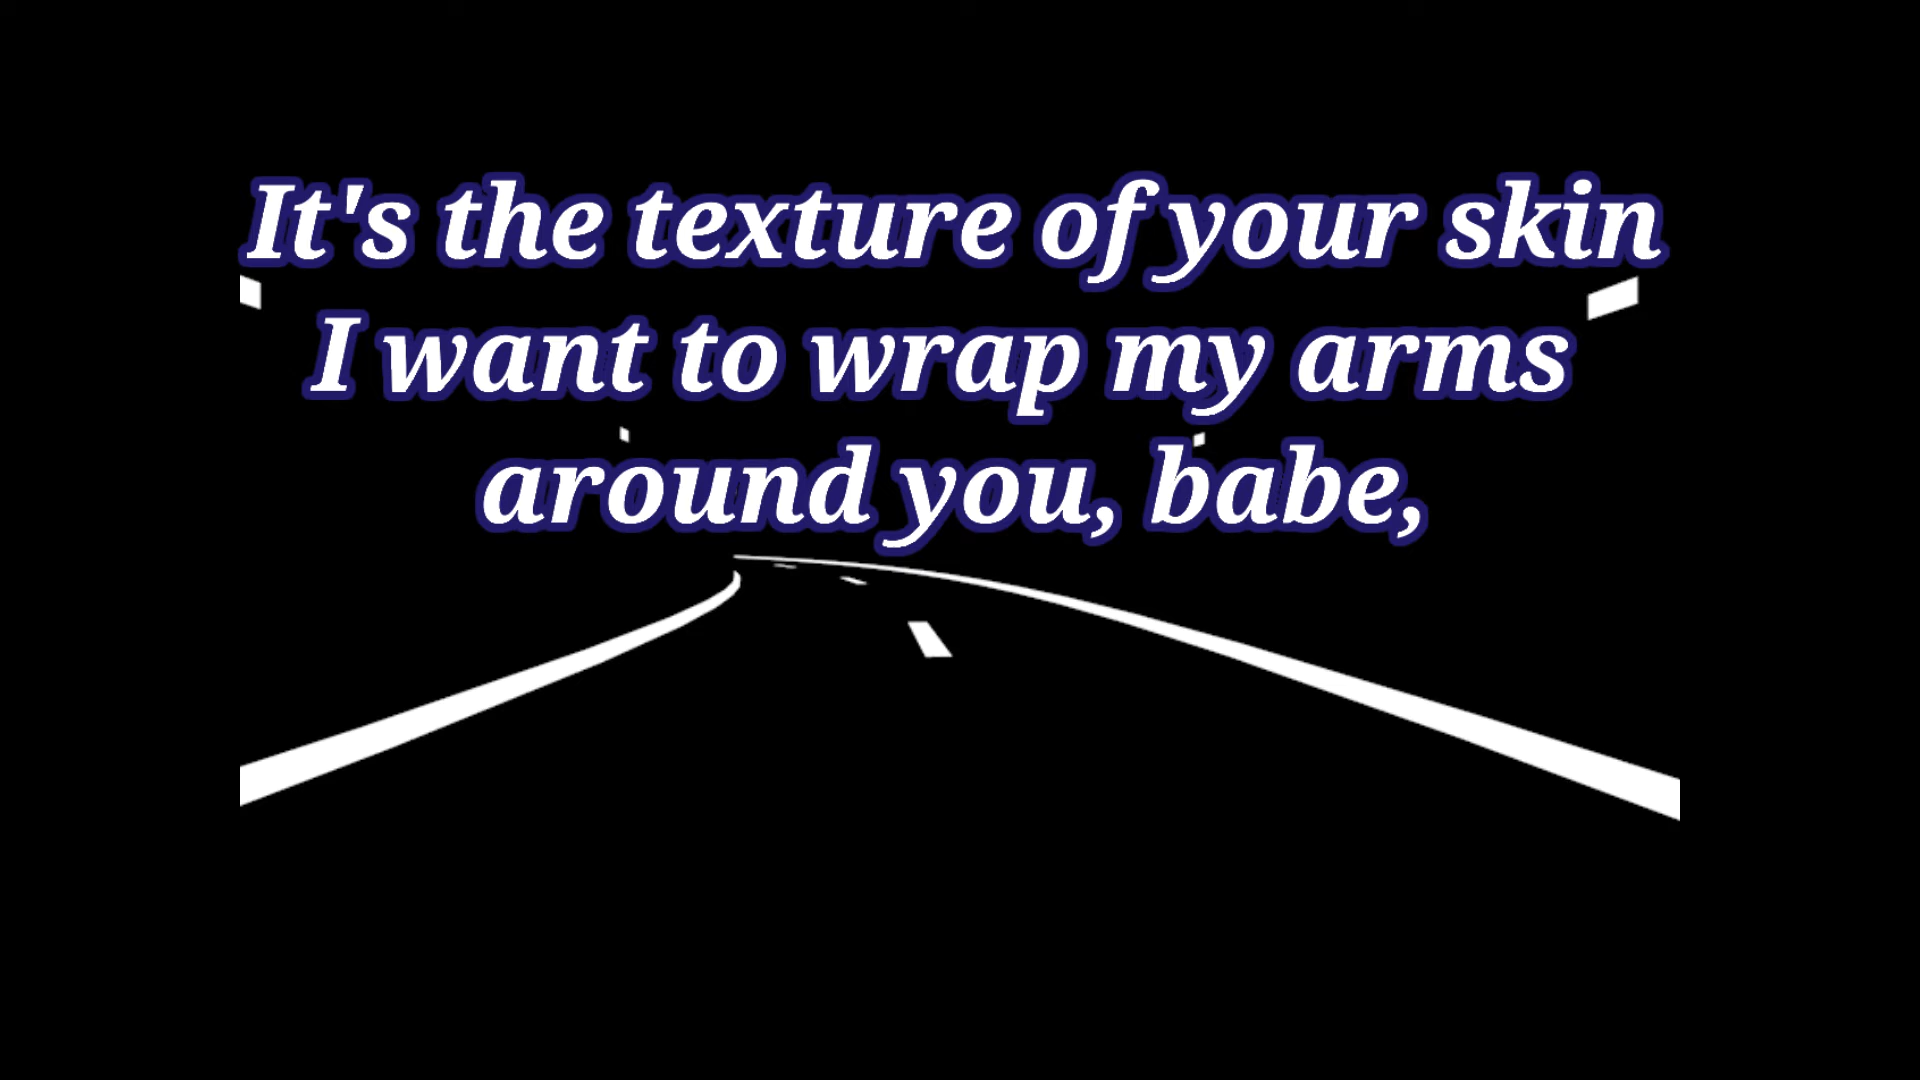 It's the texture of your skin
I want to wrap my arms
around you, babe,